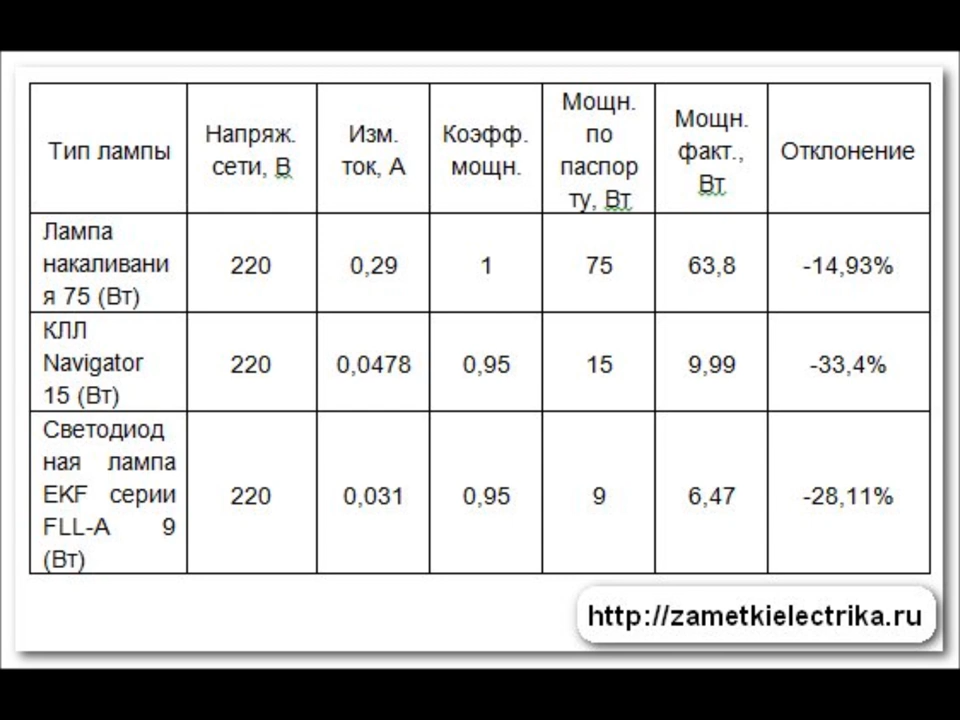 Тип лампы
Напряж.
сети, В
Изм.
ток, А
Коэфф.
мощн.
Мощн.
по
паспор
ту, Вт
Мощн.
факт.,
Вт
Отклонение
Лампа
накаливани
я 75 (Вт)
220
0,29
1
75
63,8
-14,93%
КЛЛ
Navigator
15 (Вт)
220
0,0478
0,95
15
9,99
-33,4%
Светодиод
ная лампа
EKF серии
FLL-A 9
(Вт)
220
0,031
0,95
9
6,47
-28,11%
http://zametkielectrika.ru